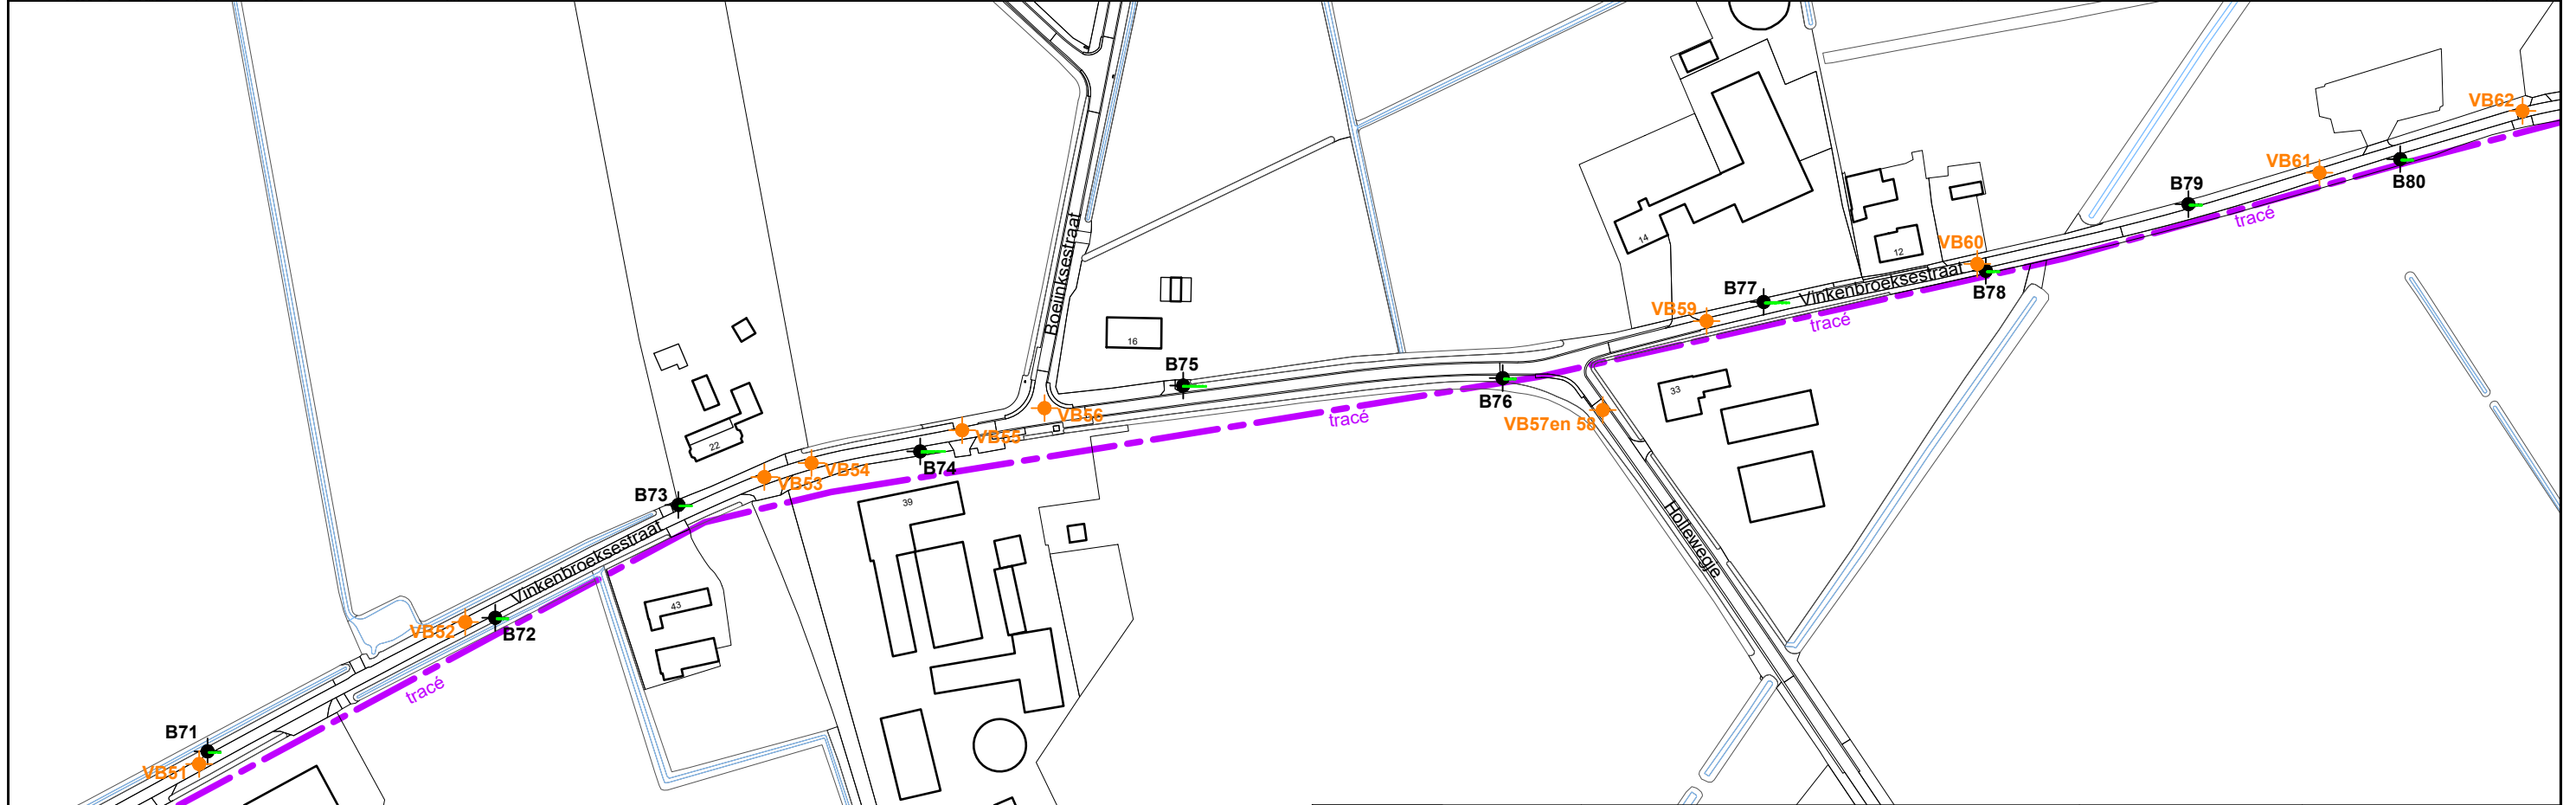 VB62
VB61
B80
B79
tracé
VB60
12
14
Vinkenbroeksestraat
B78
B77
tracé
VB59
Boeiinksestraat
16
B75
B76
33
tracé
VB57en 58
VB56
VB55
VB54
B74
VB53
22
B73
39
Hollewegje
Vinkenbroeksestraat
43
VB52
B72
tracé
B71
VB51